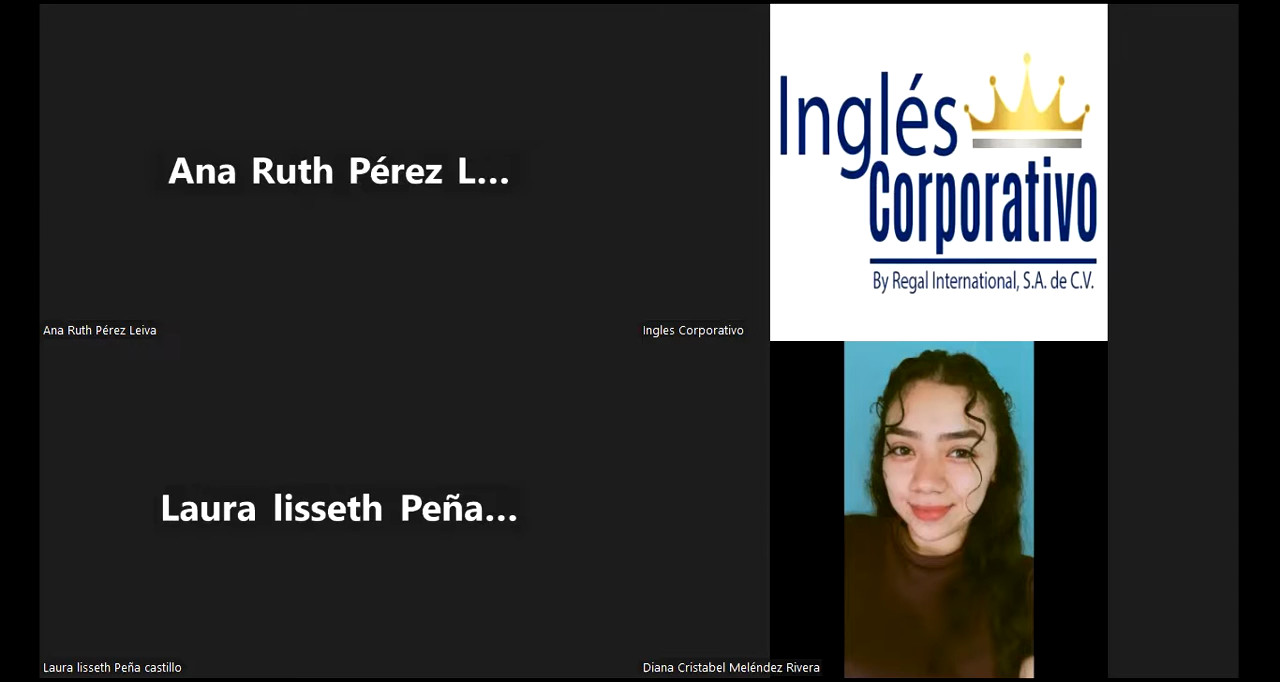 Ana Ruth Pérez L...
Ana Ruth Pérez Leiva
Inglés
Corporativo
By Regal International, S.A. de C.V.
Ingles Corporativo
Laura lisseth Peña...
Laura lisseth Peña castillo
Diana Cristabel Meléndez Rivera